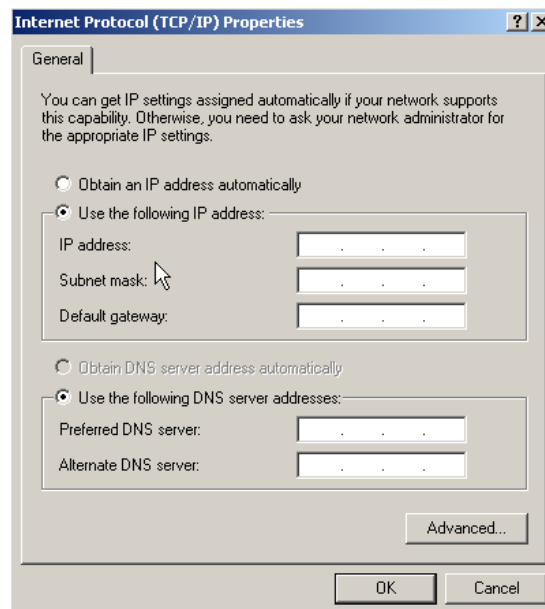 Internet Protocol (TCP/IP) Properties
General
You can get IP settings assigned automatically if your network supports
this capability. Otherwise, you need to ask your network administrator for
the appropriate IP settings.
Obtain an IP address automatically
Use the following IP address:
IP address:
Subnet mask:
Default gateway:
Obtain DNS server address automatically
Use the following DNS server addresses:
Preferred DNS server:
Alternate DNS server:
Advanced...
OK Cancel